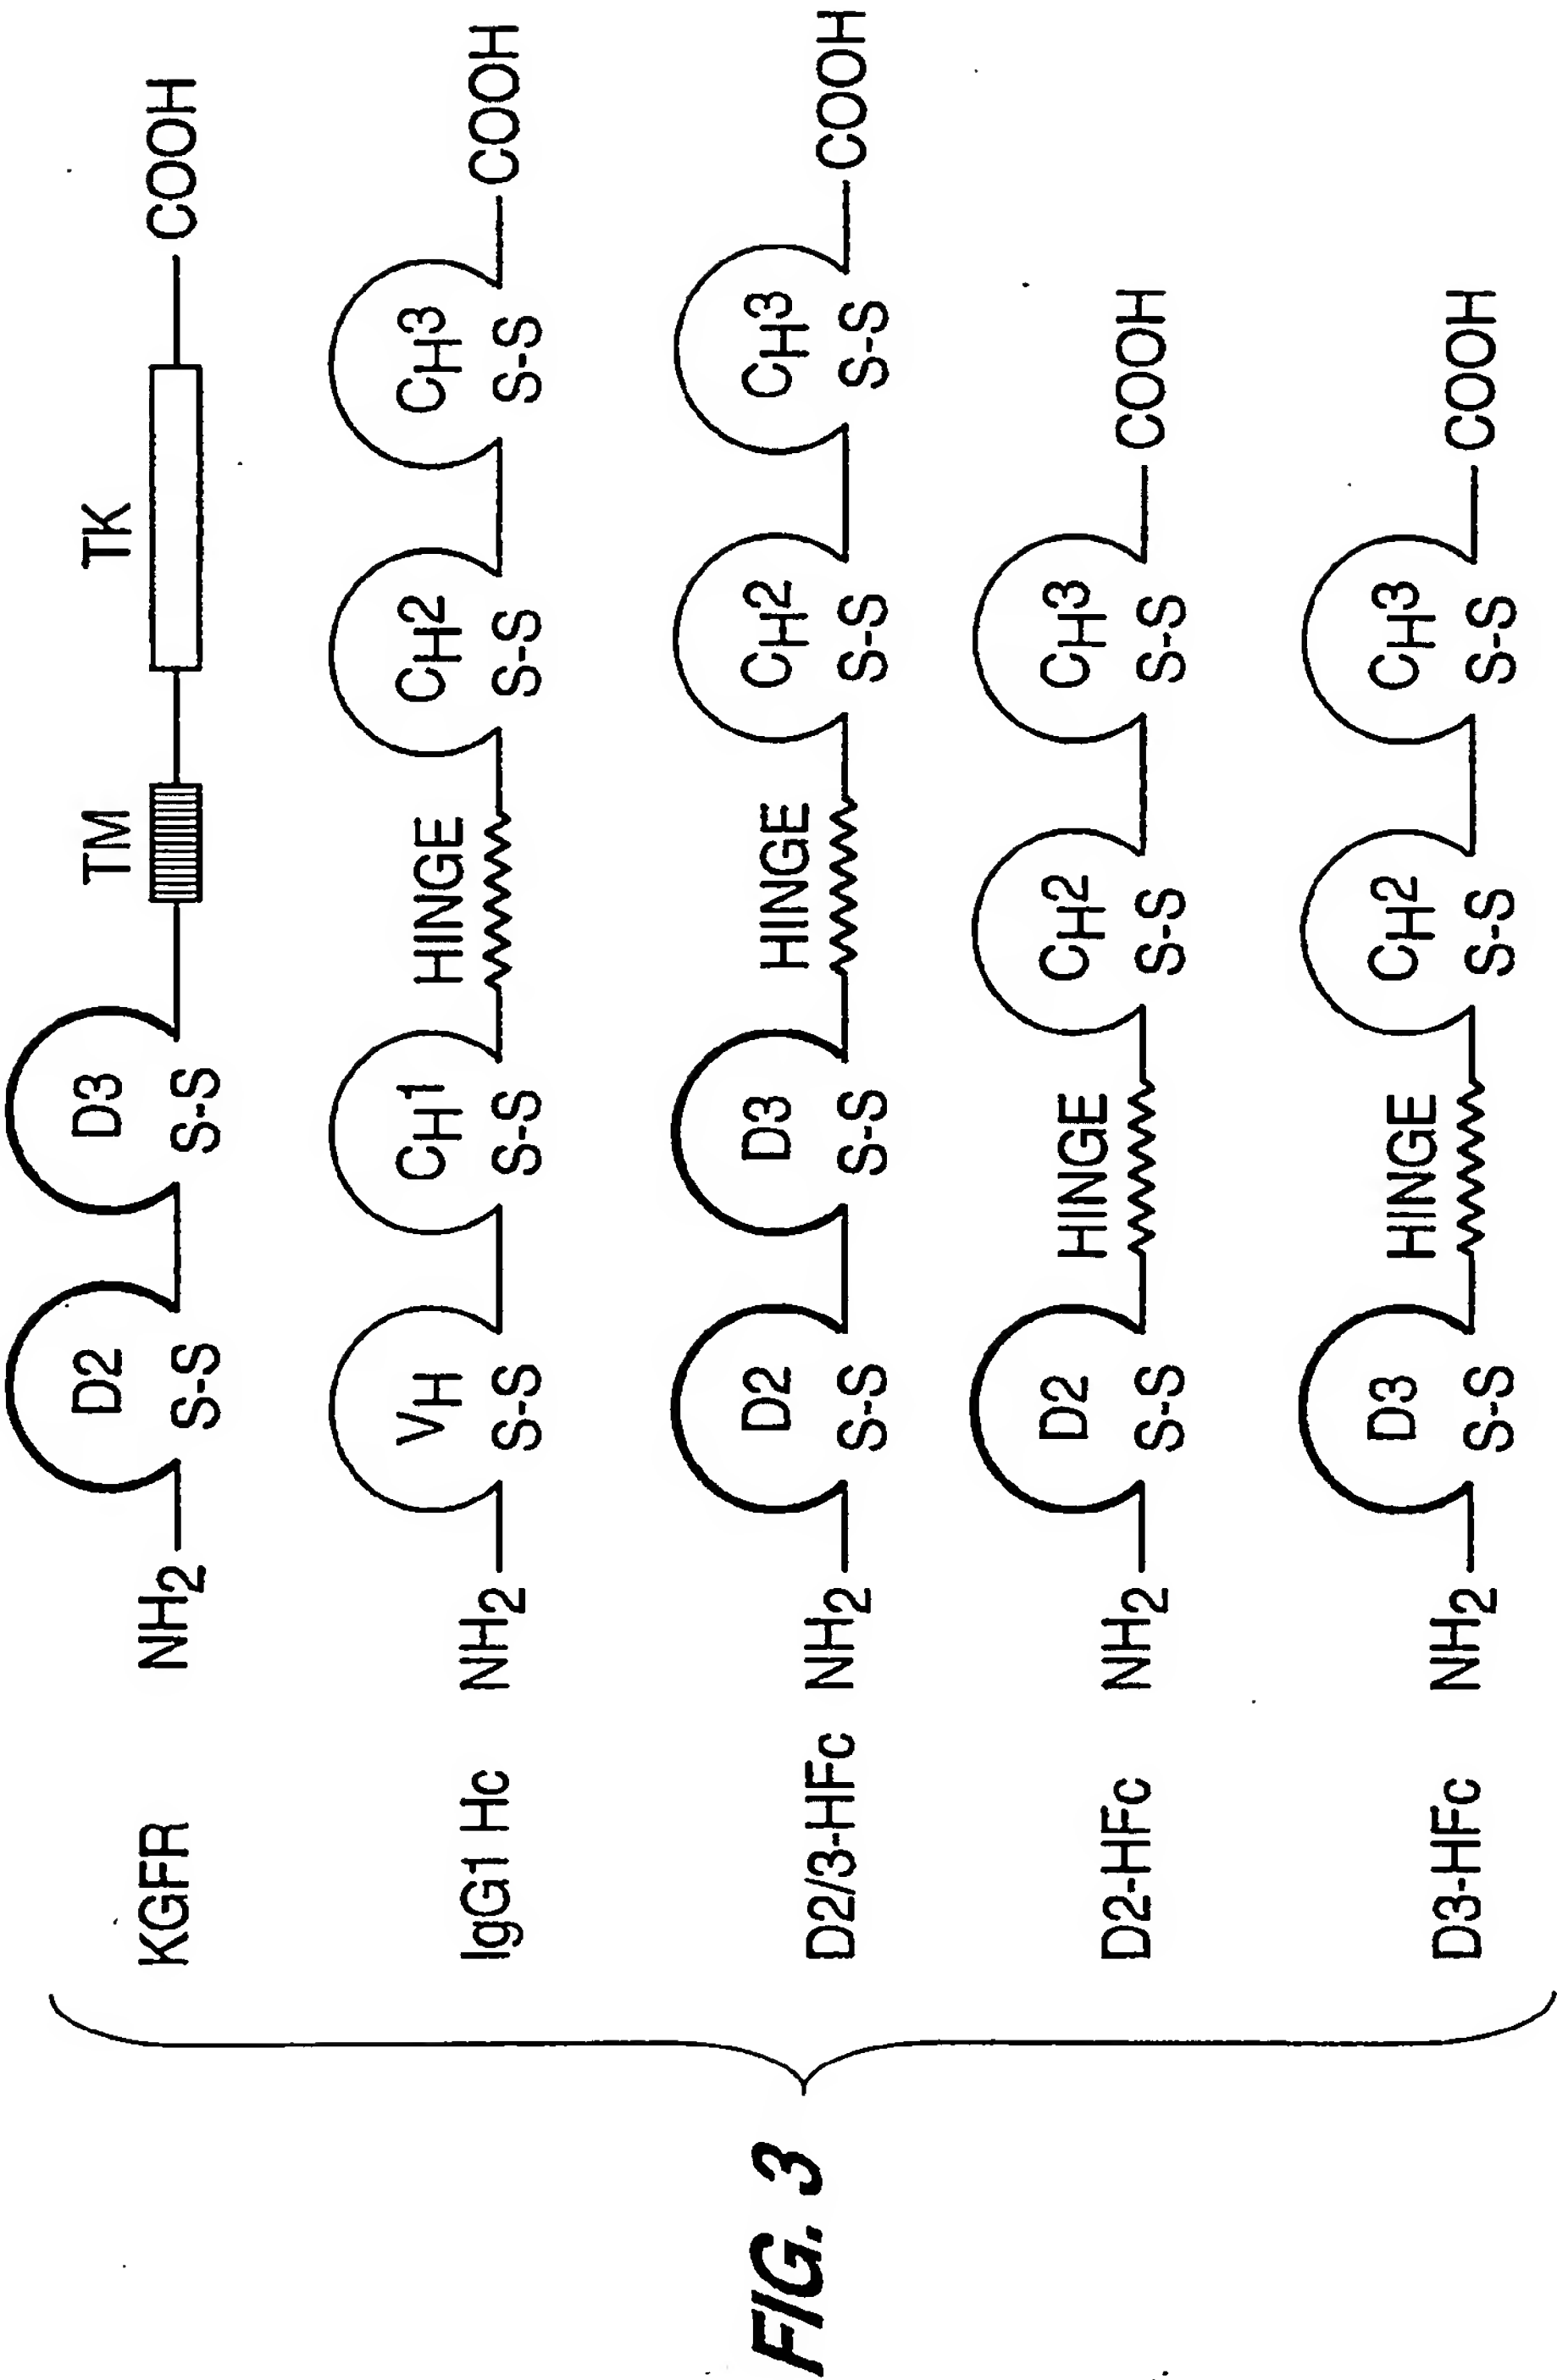 FIG. 3
KGFR NH2 D2 S-S D3 S-S TM TK COOH
IgG1 Hc NH2 VH S-S CH1 S-S HINGE CH2 S-S CH3 S-S COOH
D2/3-HFc NH2 D2 S-S D3 S-S HINGE CH2 S-S CH3 S-S COOH
D2-HFc NH2 D2 S-S HINGE CH2 S-S CH3 S-S COOH
D3-HFc NH2 D3 S-S HINGE CH2 S-S CH3 S-S COOH